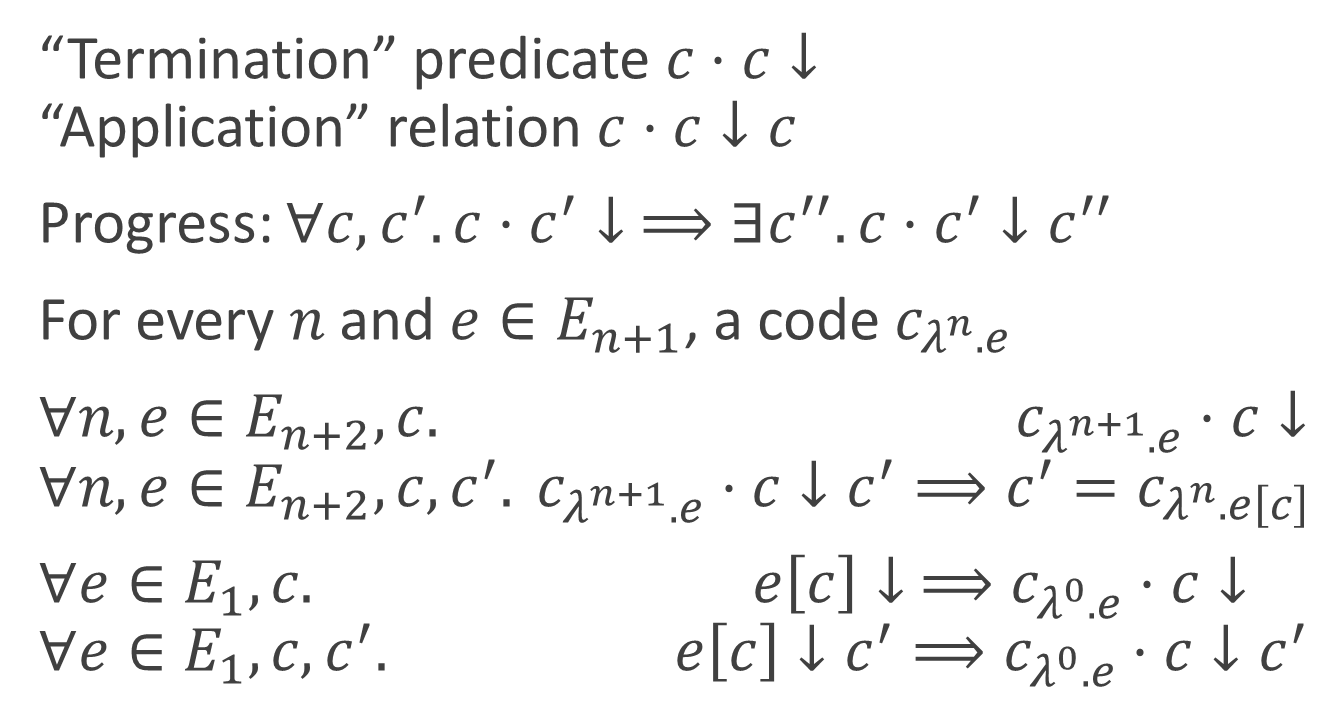 “Termination” predicate 𝑐 · 𝑐 ↓
“Application” relation 𝑐 · 𝑐 ↓ 𝑐
Progress: ∀𝑐, 𝑐′. 𝑐 · 𝑐′ ↓ ⟹ ∃𝑐′′. 𝑐 · 𝑐′ ↓ 𝑐′′
For every 𝑛 and 𝑒 ∈ 𝐸_{𝑛+1}, a code 𝑐_{𝜆^𝑛.𝑒}
∀𝑛, 𝑒 ∈ 𝐸_{𝑛+2}, 𝑐. 𝑐_{𝜆^{𝑛+1}.𝑒} · 𝑐 ↓
∀𝑛, 𝑒 ∈ 𝐸_{𝑛+2}, 𝑐, 𝑐′. 𝑐_{𝜆^{𝑛+1}.𝑒} · 𝑐 ↓ 𝑐′ ⟹ 𝑐′ = 𝑐_{𝜆^𝑛.𝑒[𝑐]}
∀𝑒 ∈ 𝐸_1, 𝑐. 𝑒[𝑐] ↓ ⟹ 𝑐_{𝜆^0.𝑒} · 𝑐 ↓
∀𝑒 ∈ 𝐸_1, 𝑐, 𝑐′. 𝑒[𝑐] ↓ 𝑐′ ⟹ 𝑐_{𝜆^0.𝑒} · 𝑐 ↓ 𝑐′